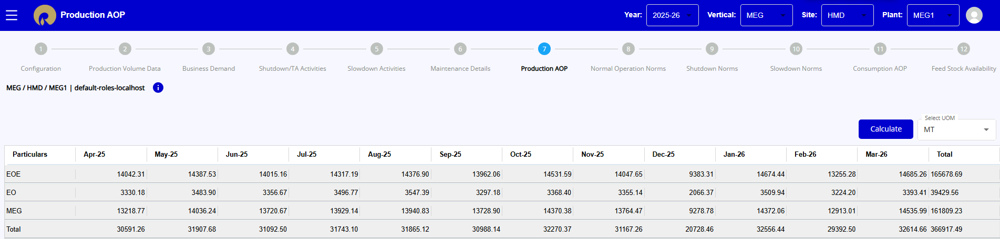 Production AOP Year: 2025-26 Vertical: MEG Site: HMD Plant: MEG1
1 2 3 4 5 6 7 8 9 10 11 12
Configuration Production Volume Data Business Demand Shutdown/TA Activities Slowdown Activities Maintenance Details Production AOP Normal Operation Norms Shutdown Norms Slowdown Norms Consumption AOP Feed Stock Availability
MEG / HMD / MEG1 | default-roles-localhost i
Select UOM
Calculate MT
Particulars Apr-25 May-25 Jun-25 Jul-25 Aug-25 Sep-25 Oct-25 Nov-25 Dec-25 Jan-26 Feb-26 Mar-26 Total
EOE 14042.31 14387.53 14015.16 14317.19 14376.90 13962.06 14531.59 14047.65 9383.31 14674.44 13255.28 14685.26 165678.69
EO 3330.18 3483.90 3356.67 3496.77 3547.39 3297.18 3368.40 3355.14 2066.37 3509.94 3224.20 3393.41 39429.56
MEG 13218.77 14036.24 13720.67 13929.14 13940.83 13728.90 14370.38 13764.47 9278.78 14372.06 12913.01 14535.99 161809.23
Total 30591.26 31907.68 31092.50 31743.10 31865.12 30988.14 32270.37 31167.26 20728.46 32556.44 29392.50 32614.66 366917.49